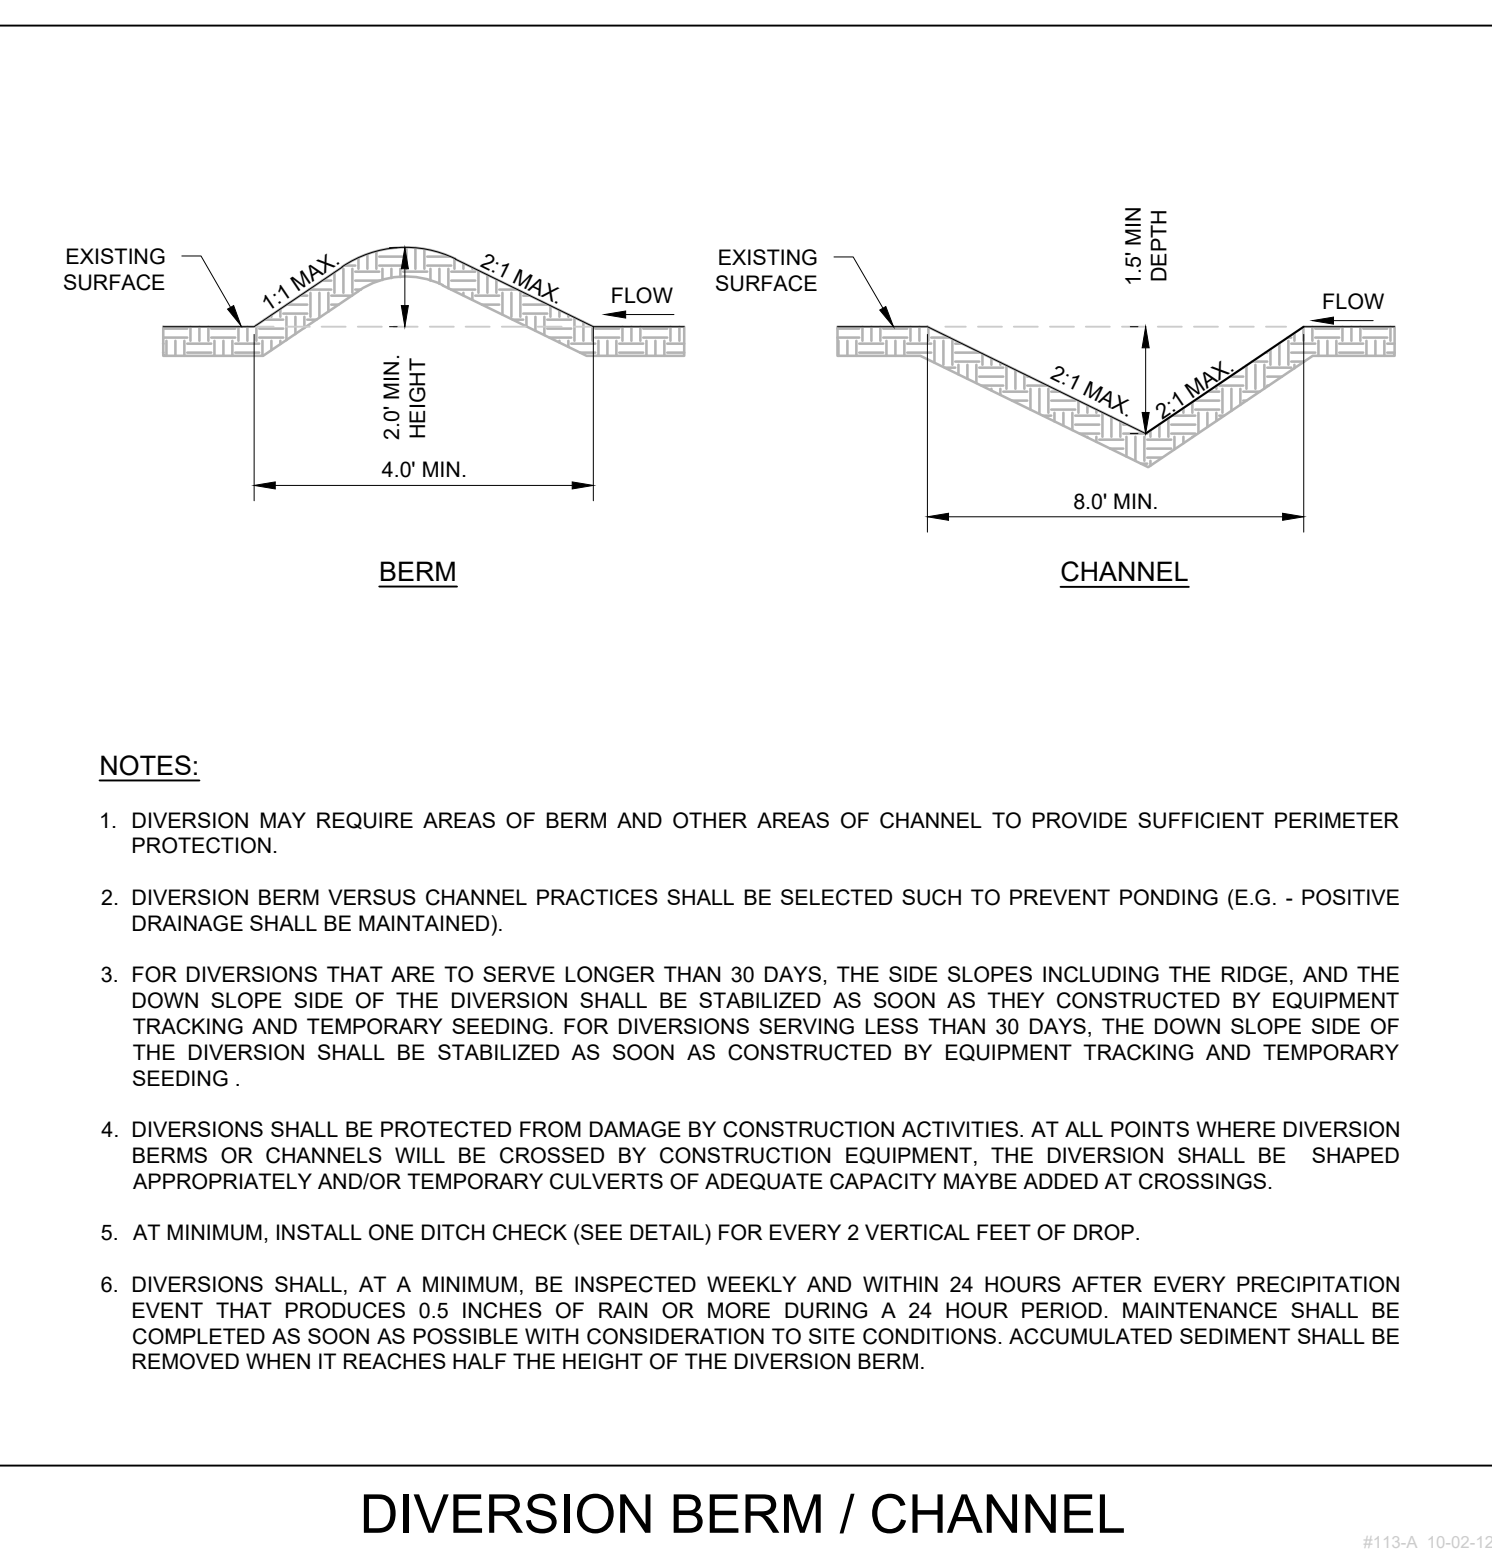 EXISTING
SURFACE
1:1 MAX.
2:1 MAX.
FLOW
2.0' MIN.
HEIGHT
4.0' MIN.
BERM
EXISTING
SURFACE
1.5' MIN
DEPTH
FLOW
2:1 MAX.
2:1 MAX.
8.0' MIN.
CHANNEL
NOTES:
1. DIVERSION MAY REQUIRE AREAS OF BERM AND OTHER AREAS OF CHANNEL TO PROVIDE SUFFICIENT PERIMETER
PROTECTION.
2. DIVERSION BERM VERSUS CHANNEL PRACTICES SHALL BE SELECTED SUCH TO PREVENT PONDING (E.G. - POSITIVE
DRAINAGE SHALL BE MAINTAINED).
3. FOR DIVERSIONS THAT ARE TO SERVE LONGER THAN 30 DAYS, THE SIDE SLOPES INCLUDING THE RIDGE, AND THE
DOWN SLOPE SIDE OF THE DIVERSION SHALL BE STABILIZED AS SOON AS THEY CONSTRUCTED BY EQUIPMENT
TRACKING AND TEMPORARY SEEDING. FOR DIVERSIONS SERVING LESS THAN 30 DAYS, THE DOWN SLOPE SIDE OF
THE DIVERSION SHALL BE STABILIZED AS SOON AS CONSTRUCTED BY EQUIPMENT TRACKING AND TEMPORARY
SEEDING .
4. DIVERSIONS SHALL BE PROTECTED FROM DAMAGE BY CONSTRUCTION ACTIVITIES. AT ALL POINTS WHERE DIVERSION
BERMS OR CHANNELS WILL BE CROSSED BY CONSTRUCTION EQUIPMENT, THE DIVERSION SHALL BE SHAPED
APPROPRIATELY AND/OR TEMPORARY CULVERTS OF ADEQUATE CAPACITY MAYBE ADDED AT CROSSINGS.
5. AT MINIMUM, INSTALL ONE DITCH CHECK (SEE DETAIL) FOR EVERY 2 VERTICAL FEET OF DROP.
6. DIVERSIONS SHALL, AT A MINIMUM, BE INSPECTED WEEKLY AND WITHIN 24 HOURS AFTER EVERY PRECIPITATION
EVENT THAT PRODUCES 0.5 INCHES OF RAIN OR MORE DURING A 24 HOUR PERIOD. MAINTENANCE SHALL BE
COMPLETED AS SOON AS POSSIBLE WITH CONSIDERATION TO SITE CONDITIONS. ACCUMULATED SEDIMENT SHALL BE
REMOVED WHEN IT REACHES HALF THE HEIGHT OF THE DIVERSION BERM.
DIVERSION BERM / CHANNEL
#113-A 10-02-12